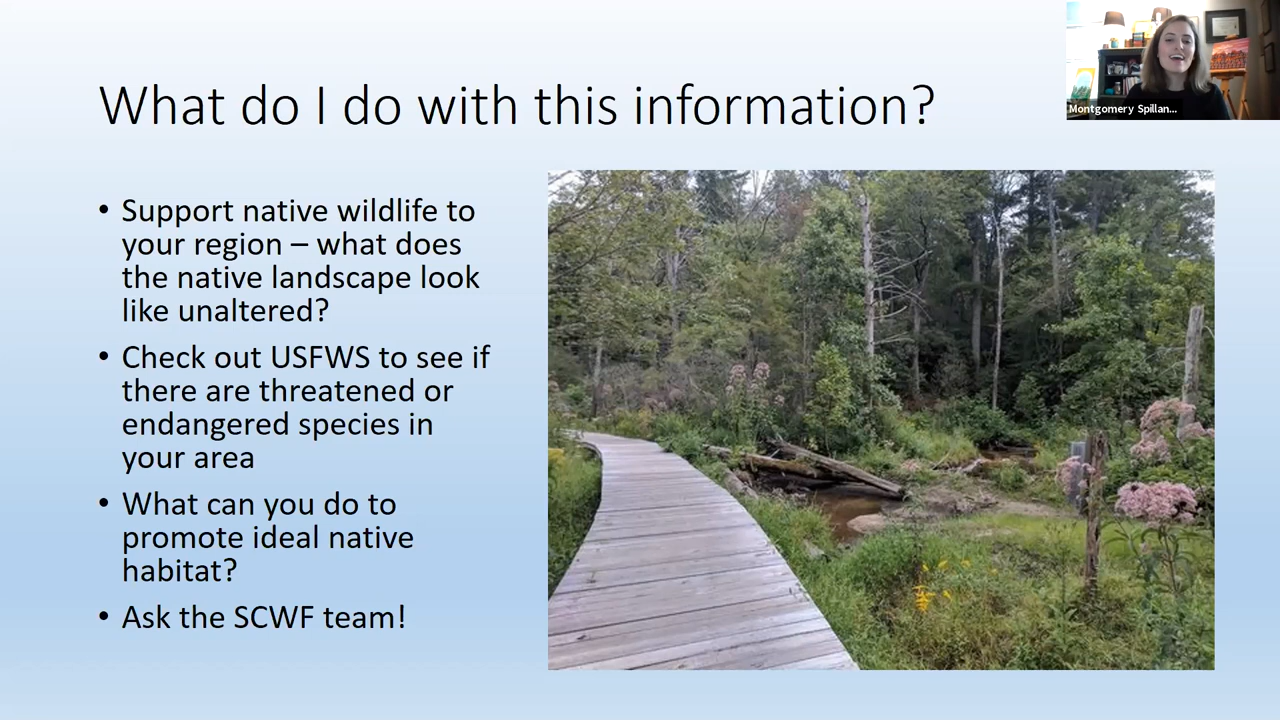 What do I do with this information?
Montgomery Spillan...
• Support native wildlife to
your region – what does
the native landscape look
like unaltered?
• Check out USFWS to see if
there are threatened or
endangered species in
your area
• What can you do to
promote ideal native
habitat?
• Ask the SCWF team!